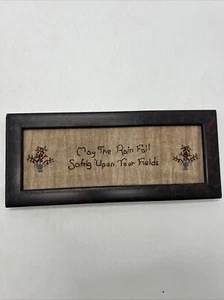 May The Rain Fall
Softly Upon Your Fields